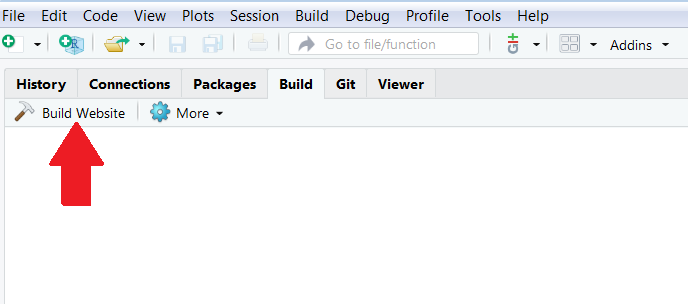 File Edit Code View Plots Session Build Debug Profile Tools Help
R Go to file/function Git Addins
History Connections Packages Build Git Viewer
Build Website More